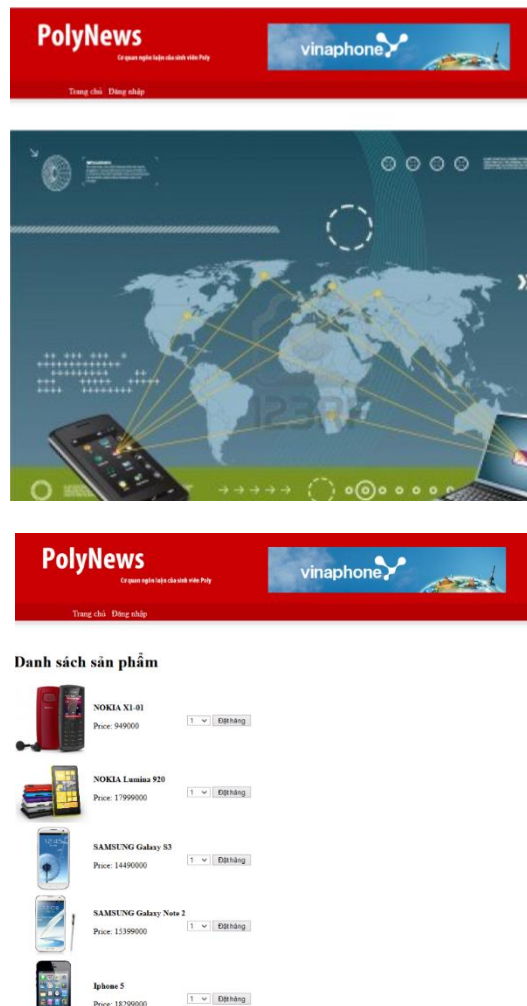 PolyNews
Cơ quan ngôn luận của sinh viên Poly
vinaphone
Trang chủ Đăng nhập
123RF
PolyNews
Cơ quan ngôn luận của sinh viên Poly
vinaphone
Trang chủ Đăng nhập
Danh sách sản phẩm
NOKIA X1-01
Price: 949000
1 Đặt hàng
NOKIA Lumina 920
Price: 17999000
1 Đặt hàng
SAMSUNG Galaxy S3
Price: 14490000
1 Đặt hàng
SAMSUNG Galaxy Note 2
Price: 15399000
1 Đặt hàng
Iphone 5
Price: 18299000
1 Đặt hàng